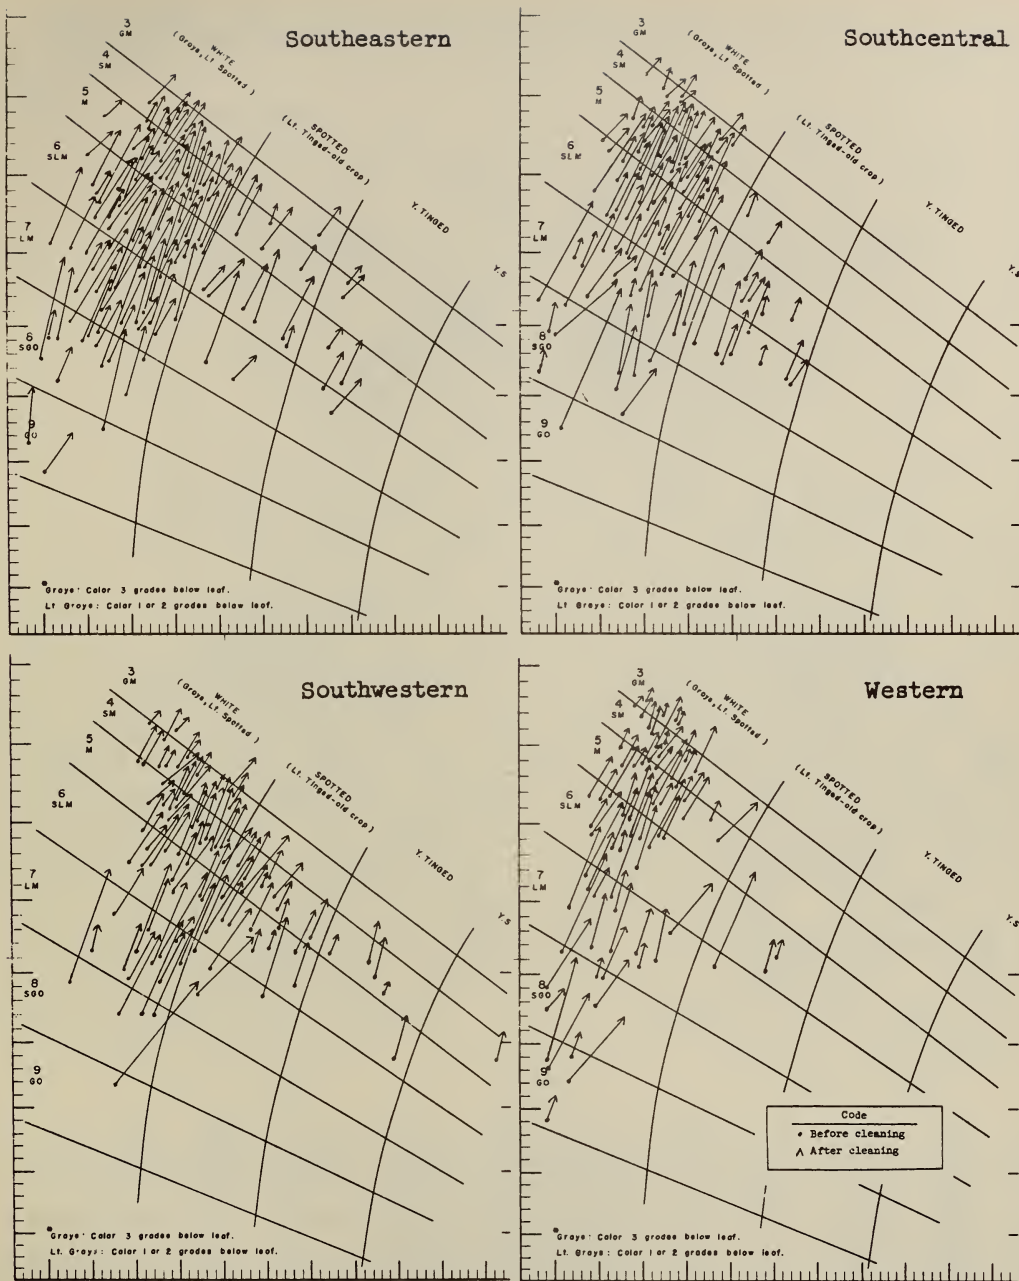 Southeastern
3
GM
4
SM
5
M
6
SLM
7
LM
8
SGO
9
GO
WHITE
(Grays, Lt. Spotted)
SPOTTED
(Lt. Tinged-old crop)
Y. TINGED
Y.S
*Grays: Color 3 grades below leaf.
Lt Grays: Color 1 or 2 grades below leaf.
Southcentral
3
GM
4
SM
5
M
6
SLM
7
LM
8
SGO
9
GO
WHITE
(Grays, Lt Spotted)
SPOTTED
(Lt. Tinged-old crop)
Y. TINGED
*Grays: Color 3 grades below leaf.
Lt Grays: Color 1 or 2 grades below leaf.
Southwestern
3
GM
4
SM
5
M
6
SLM
7
LM
8
SGO
9
GO
WHITE
(Grays, Lt. Spotted)
SPOTTED
(Lt. Tinged-old crop)
Y. TINGED
Y.S
*Grays: Color 3 grades below leaf.
Lt. Grays: Color 1 or 2 grades below leaf.
Western
3
GM
4
SM
5
M
6
SLM
7
LM
8
SGO
9
GO
WHITE
(Grays, Lt. Spotted)
SPOTTED
(Lt. Tinged-old crop)
Y. TINGED
Code
Before cleaning
After cleaning
*Grays: Color 3 grades below leaf.
Lt. Grays: Color 1 or 2 grades below leaf.